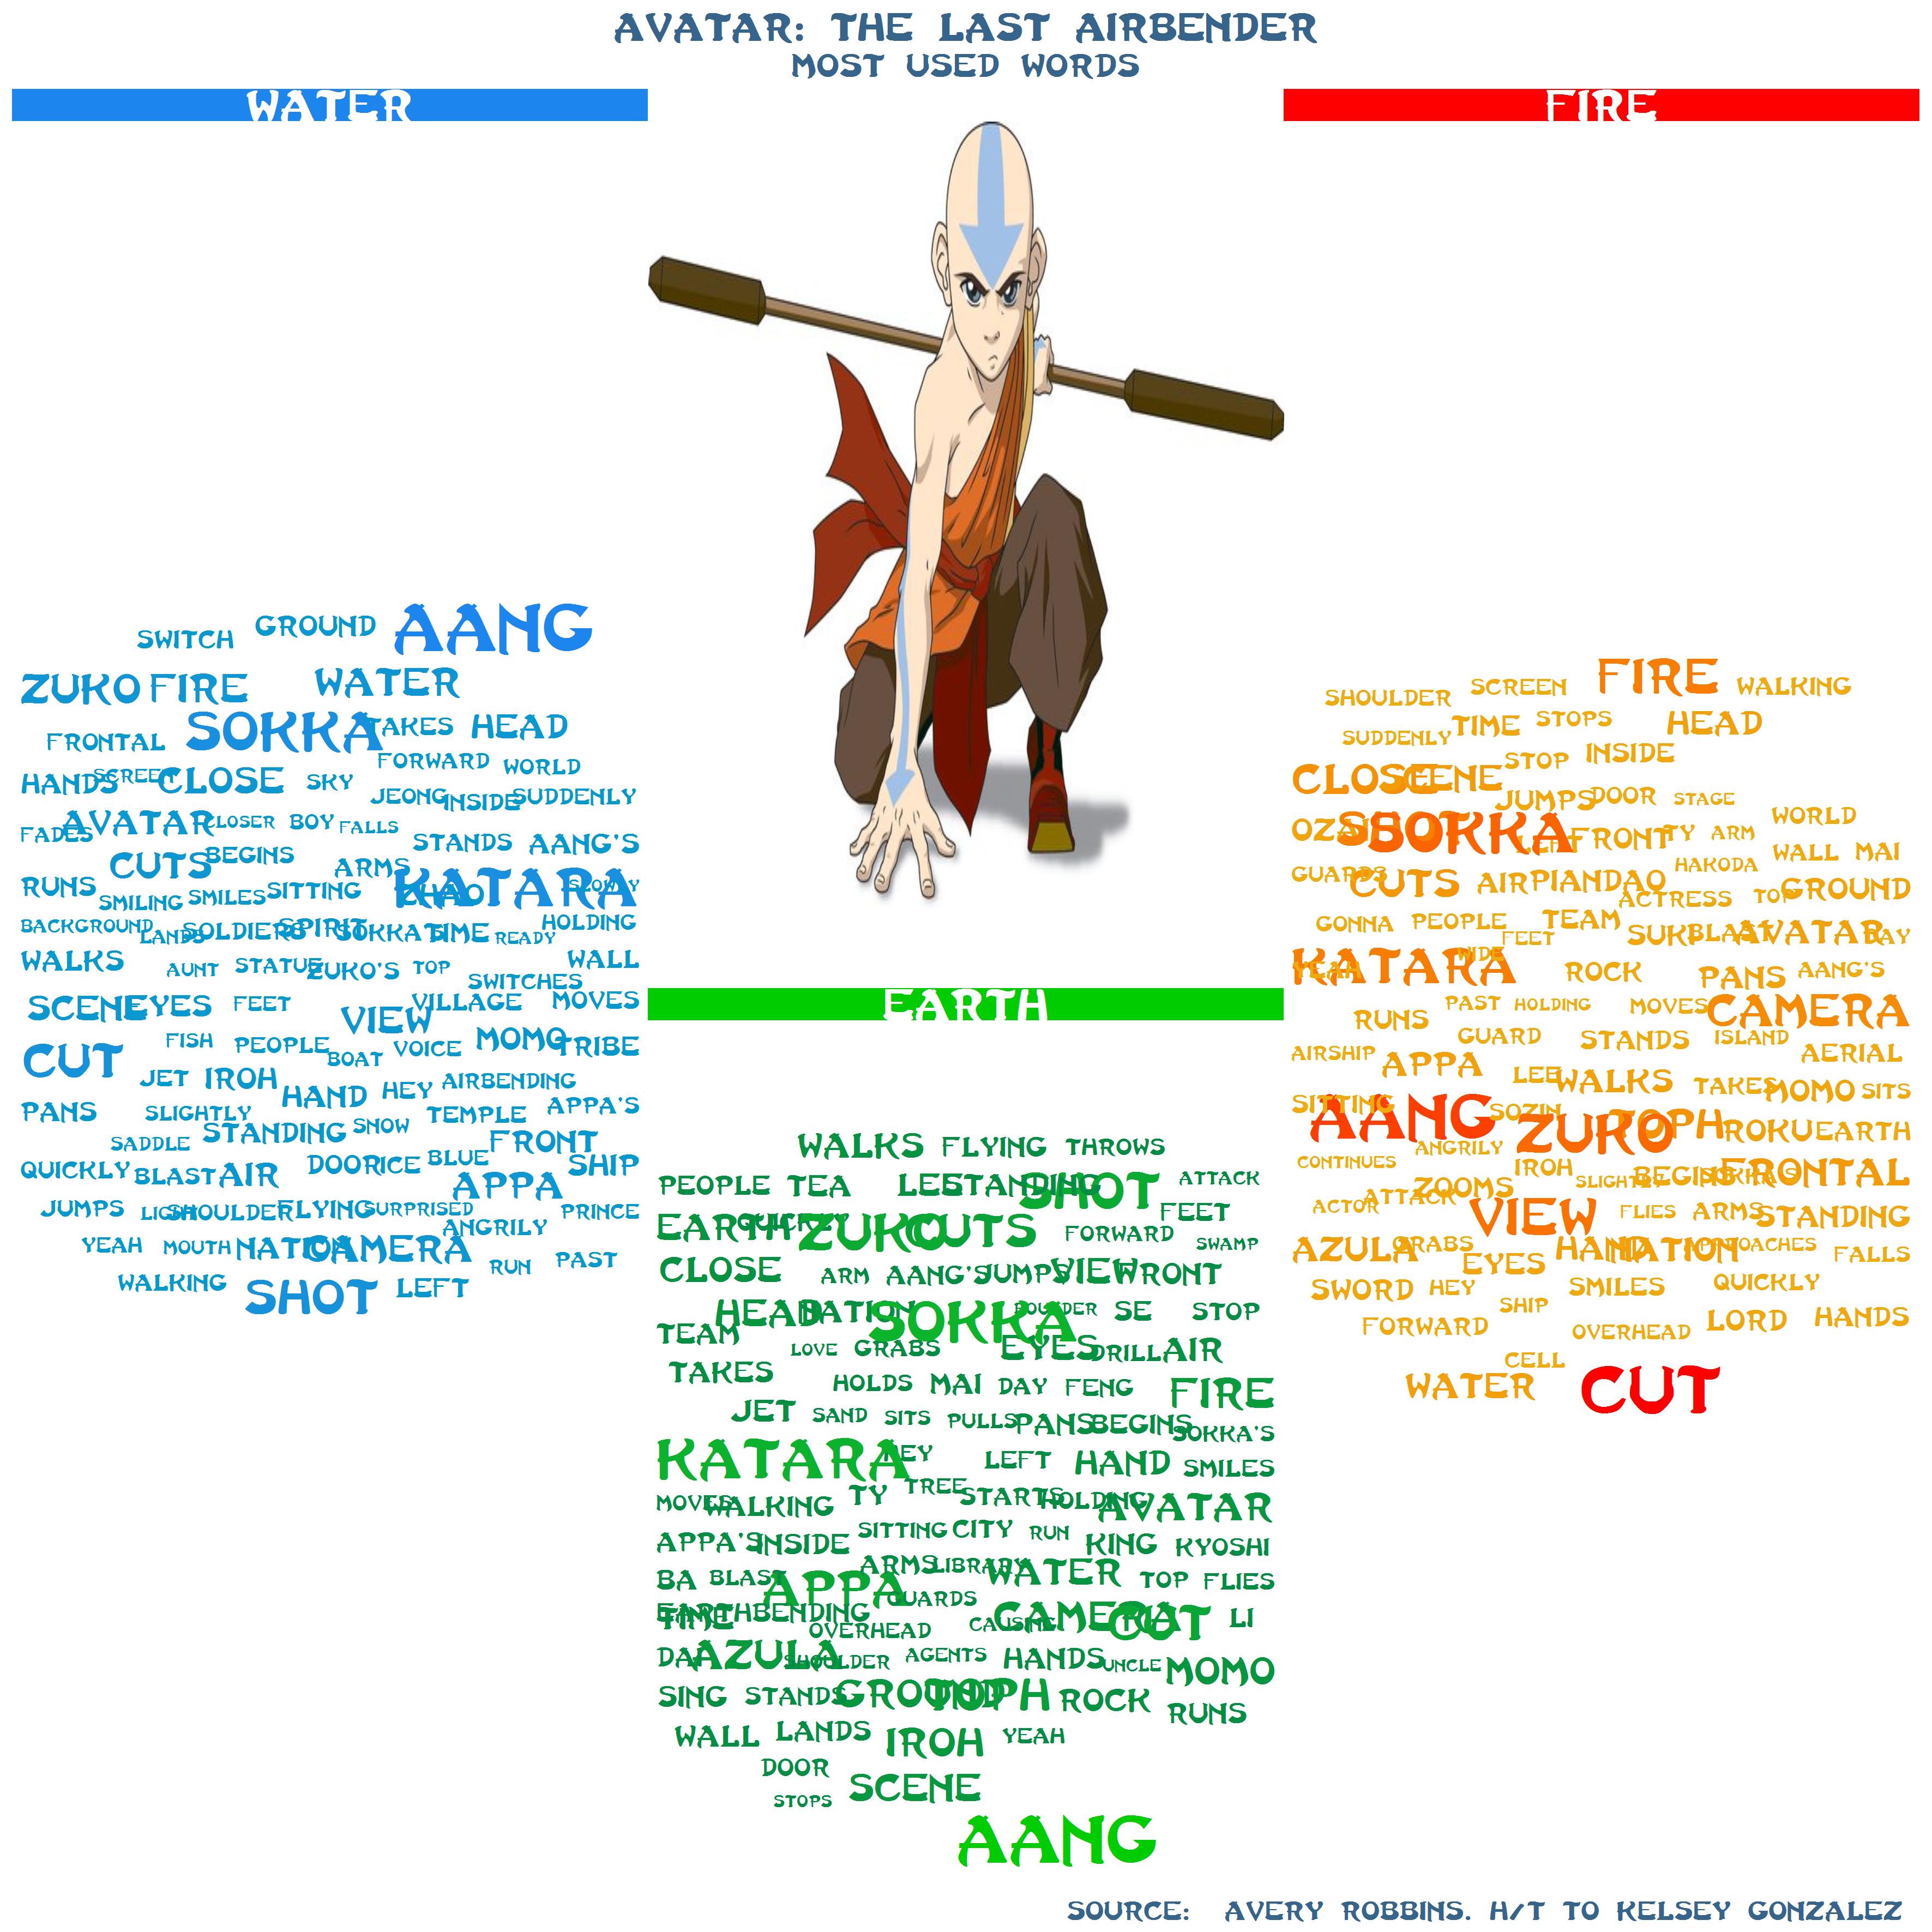 AVATAR: THE LAST AIRBENDER
MOST USED WORDS
WATER
SWITCH GROUND AANG
ZUKO FIRE WATER
SOKKA TAKES HEAD
FRONTAL
FORWARD WORLD
HANDS SCREEN CLOSE SKY
JEONG INSIDE SUDDENLY
AVATAR CLOSER BOY FALLS
FADES STANDS AANG'S
CUTS BEGINS ARMS
RUNS SMILING SMILES SITTING KATARA ZHAO SLOWLY
BACKGROUND LANDS SOLDIERS SPIRIT SOKKA'S TIME READY HOLDING
WALKS AUNT STATUE ZUKO'S TOP WALL
SWITCHES
SCENE EYES FEET VILLAGE MOVES
VIEW
CUT FISH PEOPLE BOAT VOICE MOMO TRIBE
JET IROH HAND HEY AIRBENDING
PANS SLIGHTLY TEMPLE APPA'S
SADDLE STANDING SNOW FRONT
QUICKLY BLAST AIR DOOR ICE BLUE SHIP
APPA
JUMPS LIGHT SHOULDER FLYING SURPRISED PRINCE
ANGRILY
YEAH MOUTH NATION CAMERA RUN PAST
WALKING SHOT LEFT
EARTH
WALKS FLYING THROWS
PEOPLE TEA LEE STANDING SHOT ATTACK
FEET
EARTH QUICKLY ZUKO CUTS FORWARD SWAMP
CLOSE ARM AANG'S JUMPS VIEW FRONT
HEAD NATION SOKKA BOULDER SE STOP
TEAM LOVE GRABS EYES DRILL AIR
TAKES HOLDS MAI DAY FENG FIRE
JET SAND SITS PULLS PANS BEGINS SOKKA'S
KATARA HEY LEFT HAND SMILES
MOVES WALKING TY TREE STARTS HOLDING AVATAR
APPA'S INSIDE SITTING CITY RUN KING KYOSHI
BA BLAST APPA ARMS LIBRARY WATER TOP FLIES
GUARDS
EARTHBENDING TIME OVERHEAD CAUSING CAMERA CUT LI
DAI AZULA SHOULDER AGENTS HANDS UNCLE MOMO
SING STANDS GROUND TOPH ROCK RUNS
WALL LANDS IROH YEAH
DOOR
STOPS SCENE
AANG
FIRE
SHOULDER SCREEN FIRE WALKING
SUDDENLY TIME STOPS HEAD
STOP INSIDE
CLOSE SCENE JUMPS DOOR STAGE
OZAI SHOT SOKKA LEFT FRONT TY ARM WORLD
HAKODA WALL MAI
GUARDS CUTS AIR PIANDAO ACTRESS TOP GROUND
GONNA PEOPLE FEET TEAM SUKI BLAST AVATAR DAY
KATARA YEAH WIDE ROCK PANS AANG'S
PAST HOLDING MOVES CAMERA
RUNS GUARD STANDS ISLAND
AIRSHIP APPA AERIAL
LEE WALKS TAKES MOMO SITS
SITTING AANG SOZIN ZUKO TOPH ROKU EARTH
CONTINUES ANGRILY IROH SLIGHTLY BEGINS SOKKA'S FRONTAL
ACTOR ATTACK ZOOMS VIEW FLIES ARMS STANDING
AZULA GRABS EYES HAND NATION APPROACHES FALLS
SWORD HEY SHIP SMILES QUICKLY
FORWARD OVERHEAD LORD HANDS
CELL
WATER CUT
SOURCE: AVERY ROBBINS. H/T TO KELSEY GONZALEZ